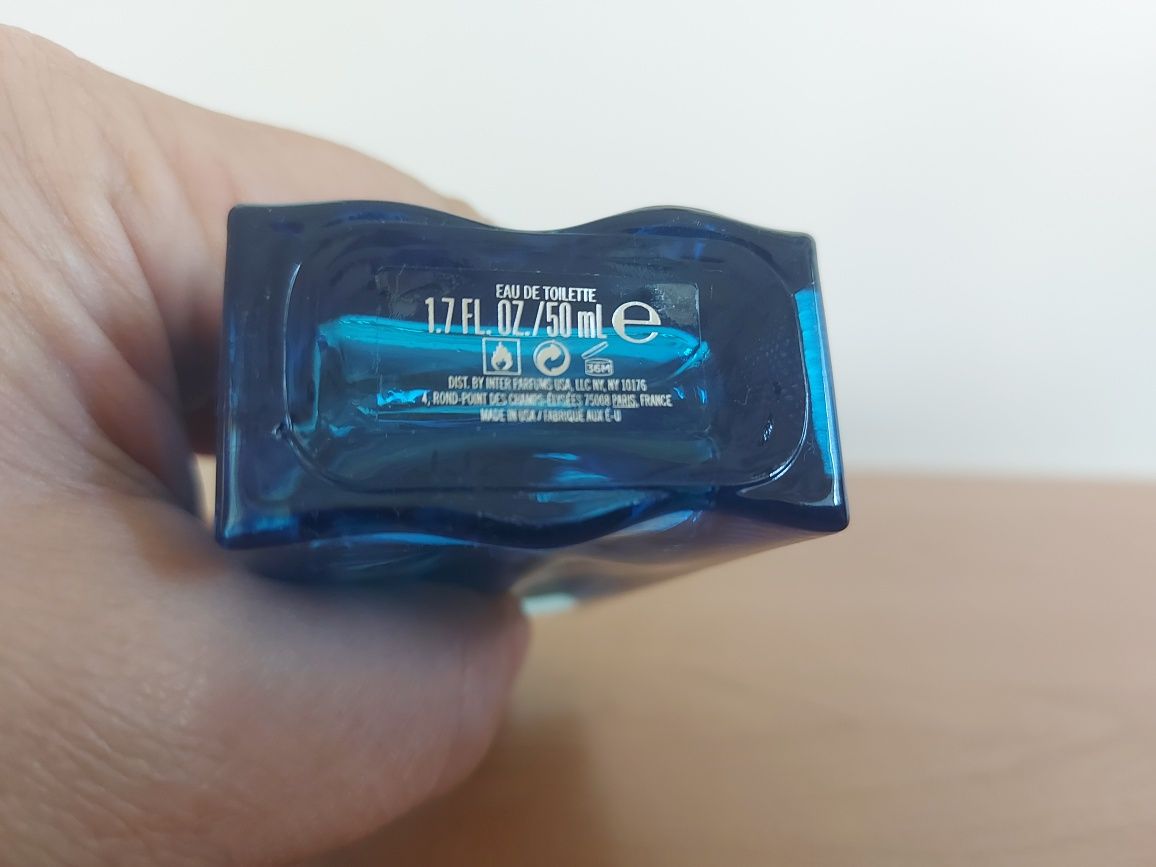 EAU DE TOILETTE
1.7 FL. OZ./50 mL e
36M
DIST. BY INTER PARFUMS USA, LLC NY, NY 10176
4, ROND-POINT DES CHAMPS-ÉLYSÉES 75008 PARIS, FRANCE
MADE IN USA / FABRIQUÉ AUX É-U